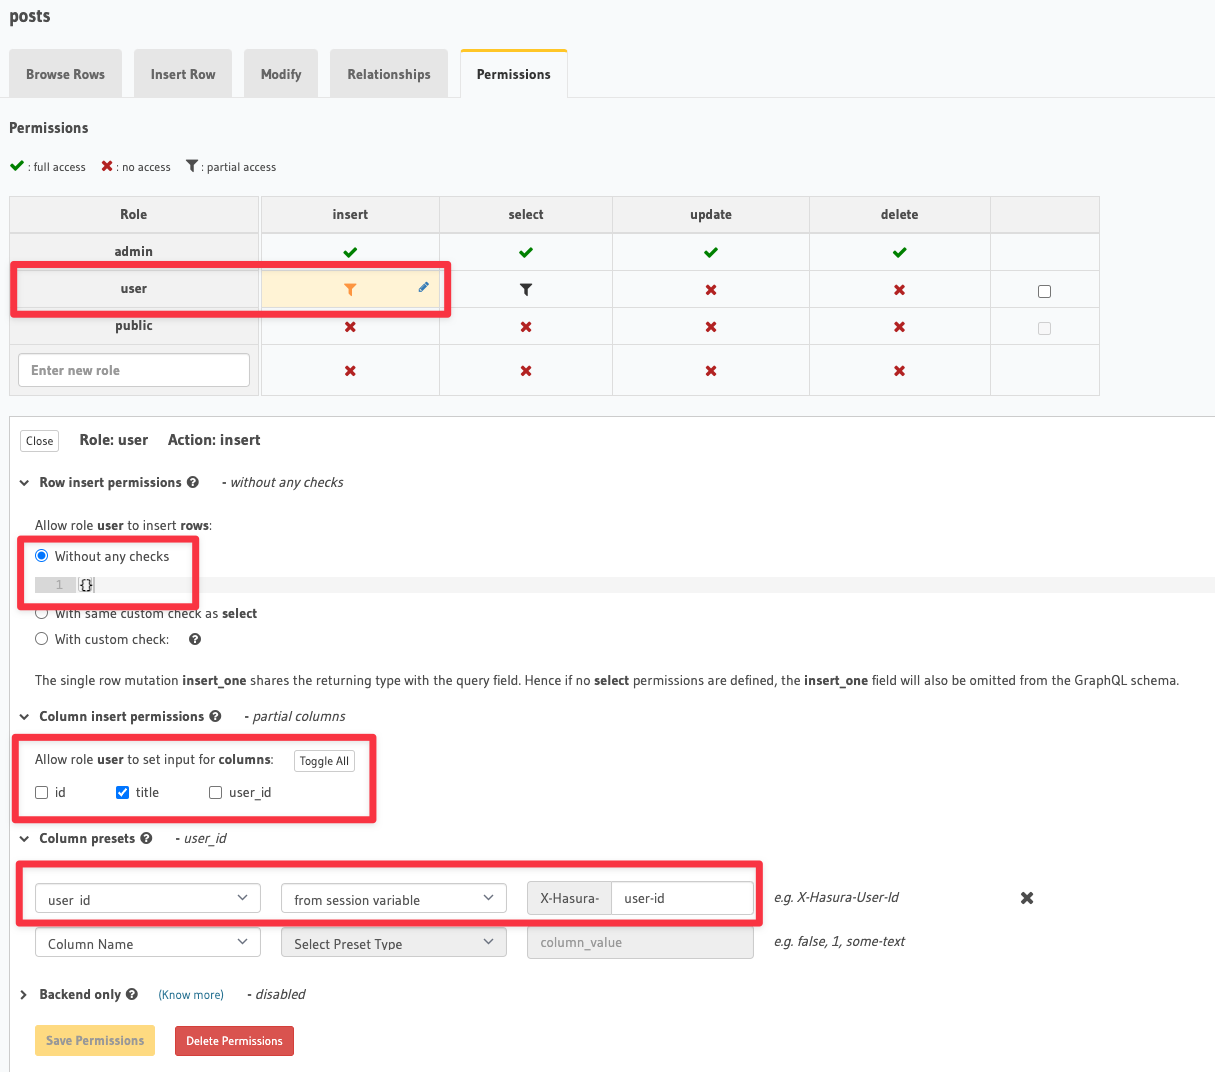 posts
Browse Rows Insert Row Modify Relationships Permissions
Permissions
: full access : no access : partial access
Role insert select update delete
admin
user
public
Enter new role
Close Role: user Action: insert
Row insert permissions - without any checks
Allow role user to insert rows:
Without any checks
1 {}
With same custom check as select
With custom check:
The single row mutation insert_one shares the returning type with the query field. Hence if no select permissions are defined, the insert_one field will also be omitted from the GraphQL schema.
Column insert permissions - partial columns
Allow role user to set input for columns: Toggle All
id title user_id
Column presets - user_id
user_id from session variable X-Hasura- user-id e.g. X-Hasura-User-Id
Column Name Select Preset Type column_value e.g. false, 1, some-text
Backend only (Know more) - disabled
Save Permissions Delete Permissions